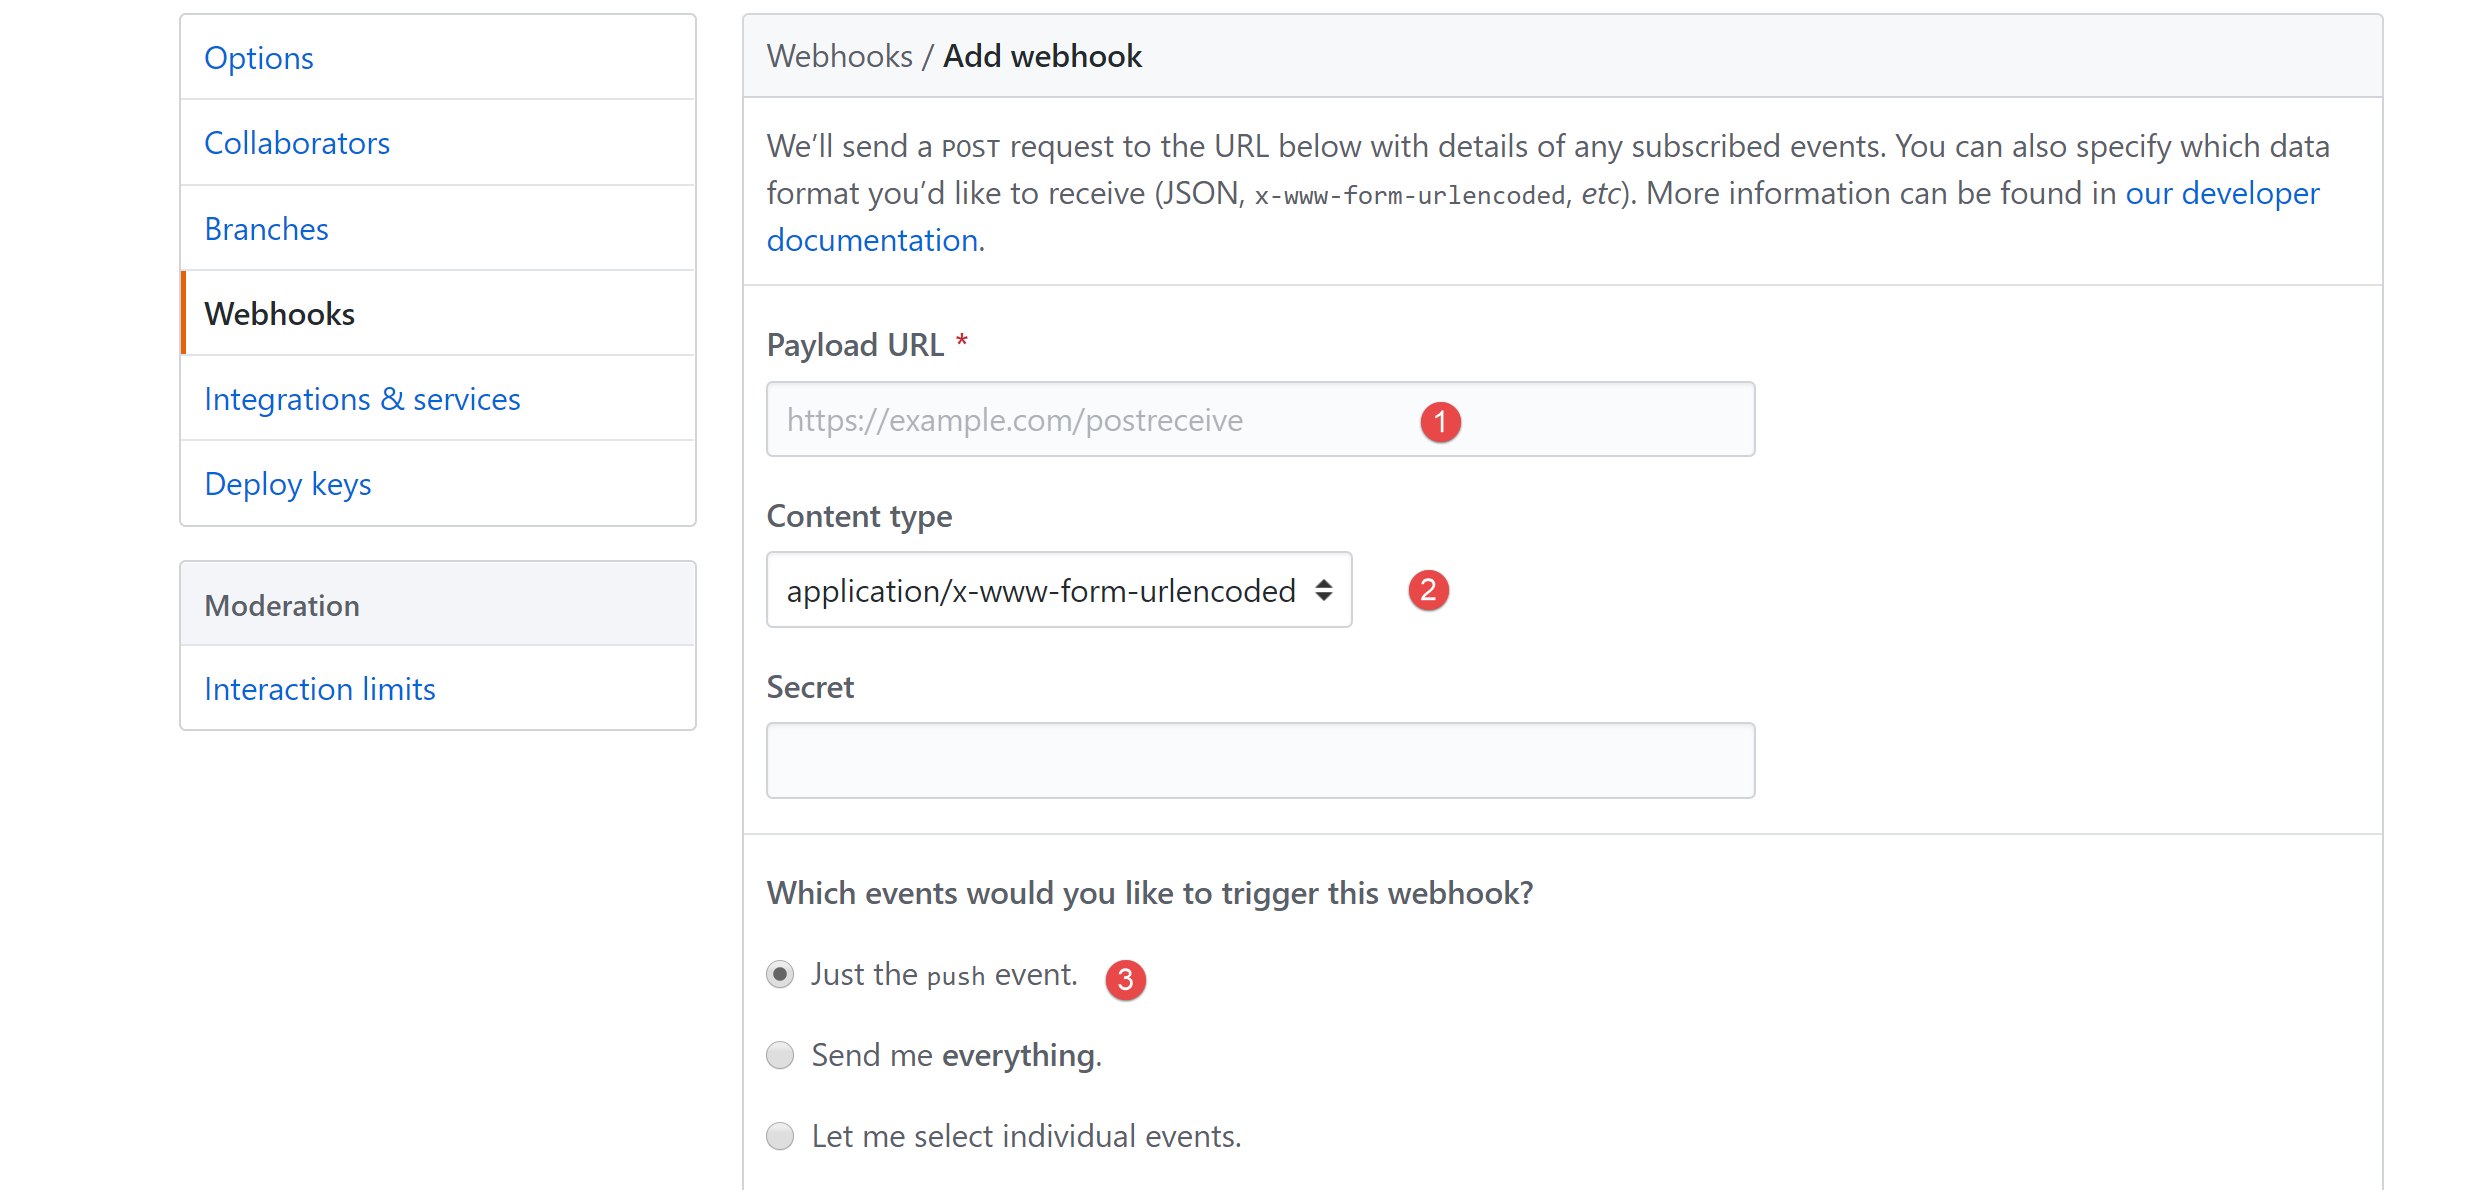 Options
Collaborators
Branches
Webhooks
Integrations & services
Deploy keys
Moderation
Interaction limits
Webhooks / Add webhook
We’ll send a POST request to the URL below with details of any subscribed events. You can also specify which data
format you’d like to receive (JSON, x-www-form-urlencoded, etc). More information can be found in our developer
documentation.
Payload URL *
https://example.com/postreceive 1
Content type
application/x-www-form-urlencoded 2
Secret
Which events would you like to trigger this webhook?
Just the push event. 3
Send me everything.
Let me select individual events.